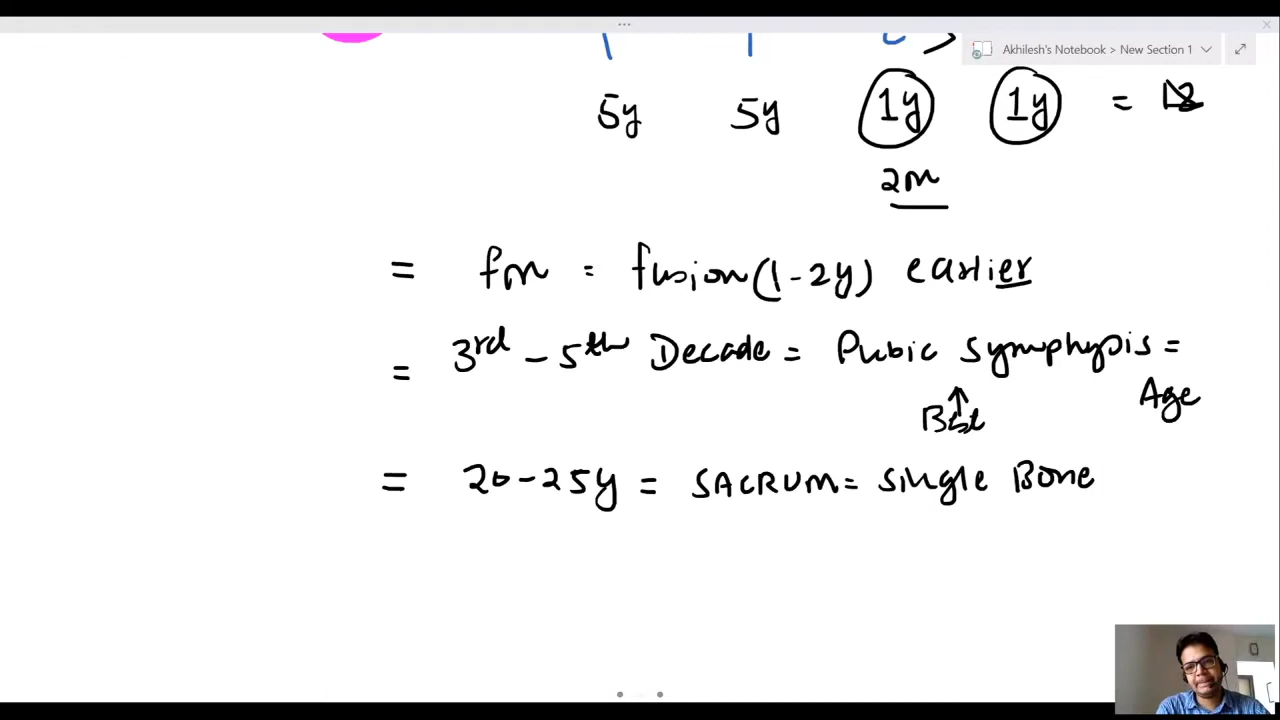 Akhilesh's Notebook > New Section 1
5y 5y 1y 1y =
2m
= fm = fusion (1-2y) earlier
= 3rd - 5th Decade = Pubic symphysis =
Best
Age
= 20-25y = SACRUM = single Bone